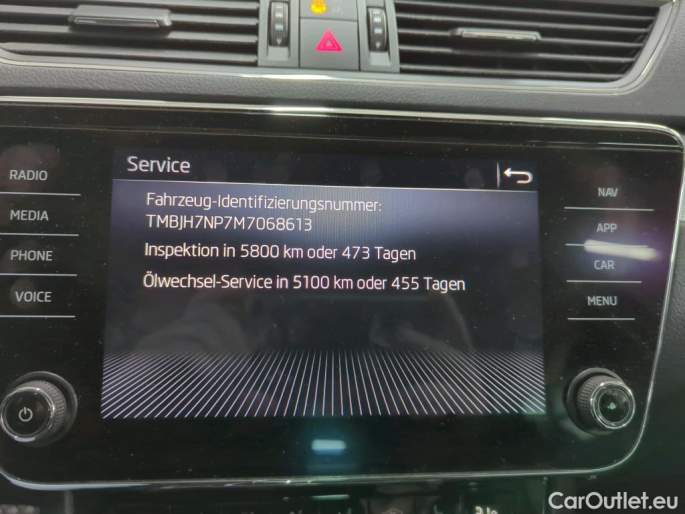 Service
Fahrzeug-Identifizierungsnummer:
TMBJH7NP7M7068613
Inspektion in 5800 km oder 473 Tagen
Ölwechsel-Service in 5100 km oder 455 Tagen
RADIO
MEDIA
PHONE
VOICE
NAV
APP
CAR
MENU
CarOutlet.eu